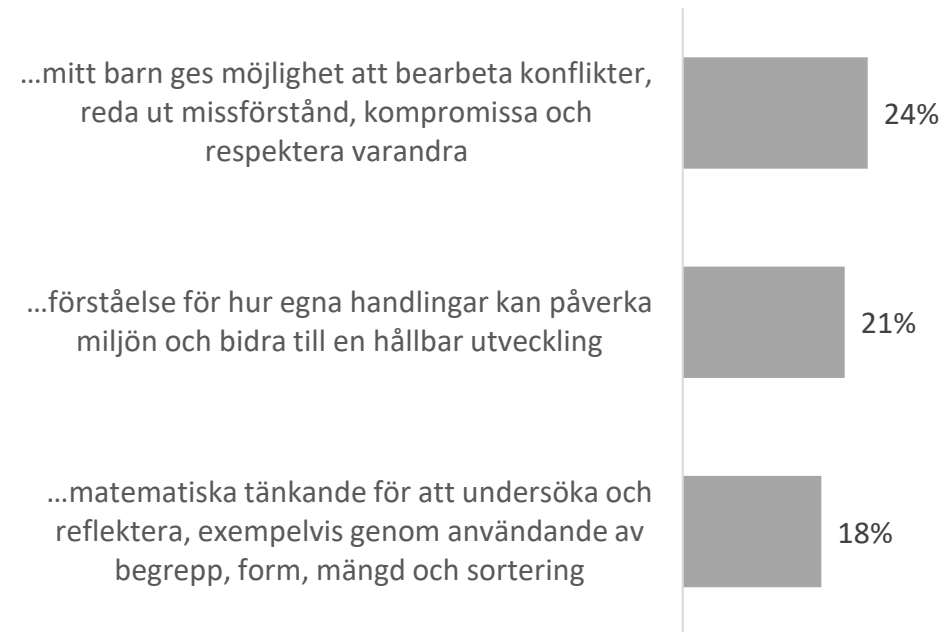 …mitt barn ges möjlighet att bearbeta konflikter,
reda ut missförstånd, kompromissa och
respektera varandra
24%
…förståelse för hur egna handlingar kan påverka
miljön och bidra till en hållbar utveckling
21%
…matematiska tänkande för att undersöka och
reflektera, exempelvis genom användande av
begrepp, form, mängd och sortering
18%